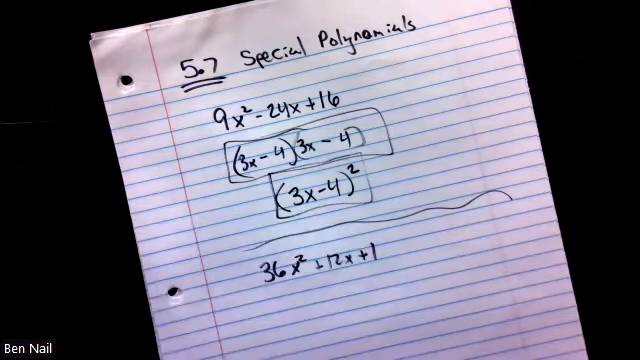 5.7 Special Polynomials
9x² - 24x + 16
(3x - 4)(3x - 4)
(3x - 4)²
36x² + 12x + 1
Ben Nail